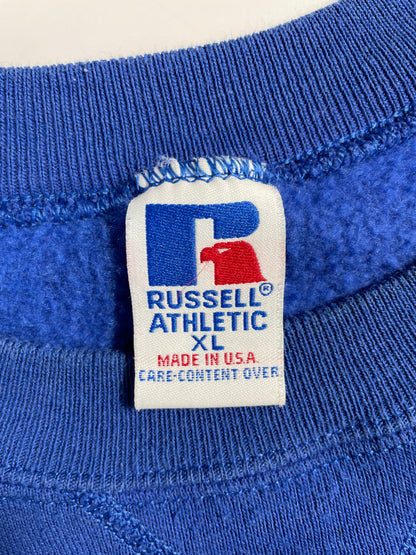 R
RUSSELL®
ATHLETIC
XL
MADE IN U.S.A.
CARE-CONTENT OVER